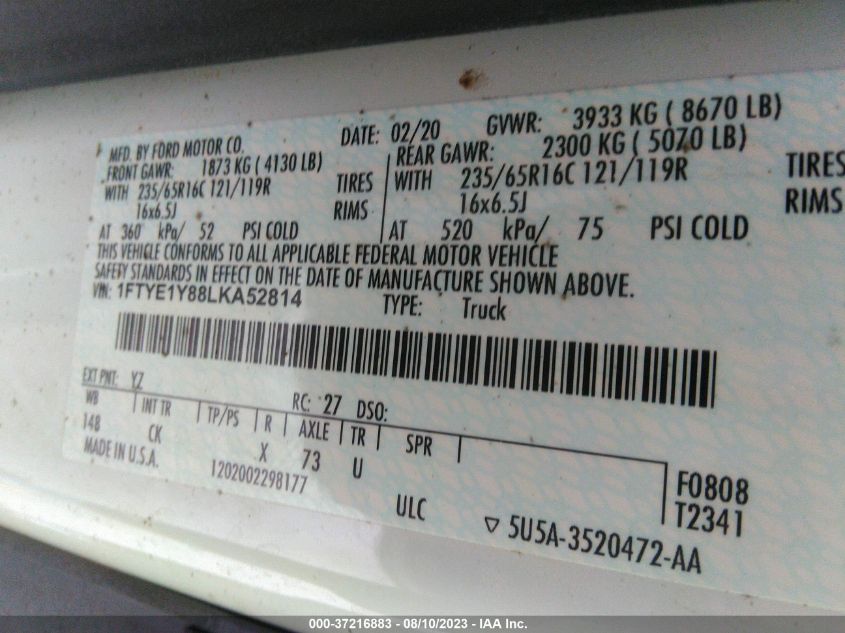 MFD. BY FORD MOTOR CO. DATE: 02/20 GVWR: 3933 KG ( 8670 LB)
FRONT GAWR: 1873 KG ( 4130 LB) REAR GAWR: 2300 KG ( 5070 LB)
WITH 235/65R16C 121/119R TIRES WITH 235/65R16C 121/119R TIRES
16x6.5J RIMS 16x6.5J RIMS
AT 360 kPa/ 52 PSI COLD AT 520 kPa/ 75 PSI COLD
THIS VEHICLE CONFORMS TO ALL APPLICABLE FEDERAL MOTOR VEHICLE
SAFETY STANDARDS IN EFFECT ON THE DATE OF MANUFACTURE SHOWN ABOVE.
VIN: 1FTYE1Y88LKA52814 TYPE: Truck
EXT PNT: YZ RC: 27 DSO:
WB INT TR TP/PS R AXLE TR SPR
148 CK X 73 U
F0808
T2341
MADE IN U.S.A. 1202002298177 ULC
5U5A-3520472-AA
000-37216883 - 08/10/2023 - IAA Inc.